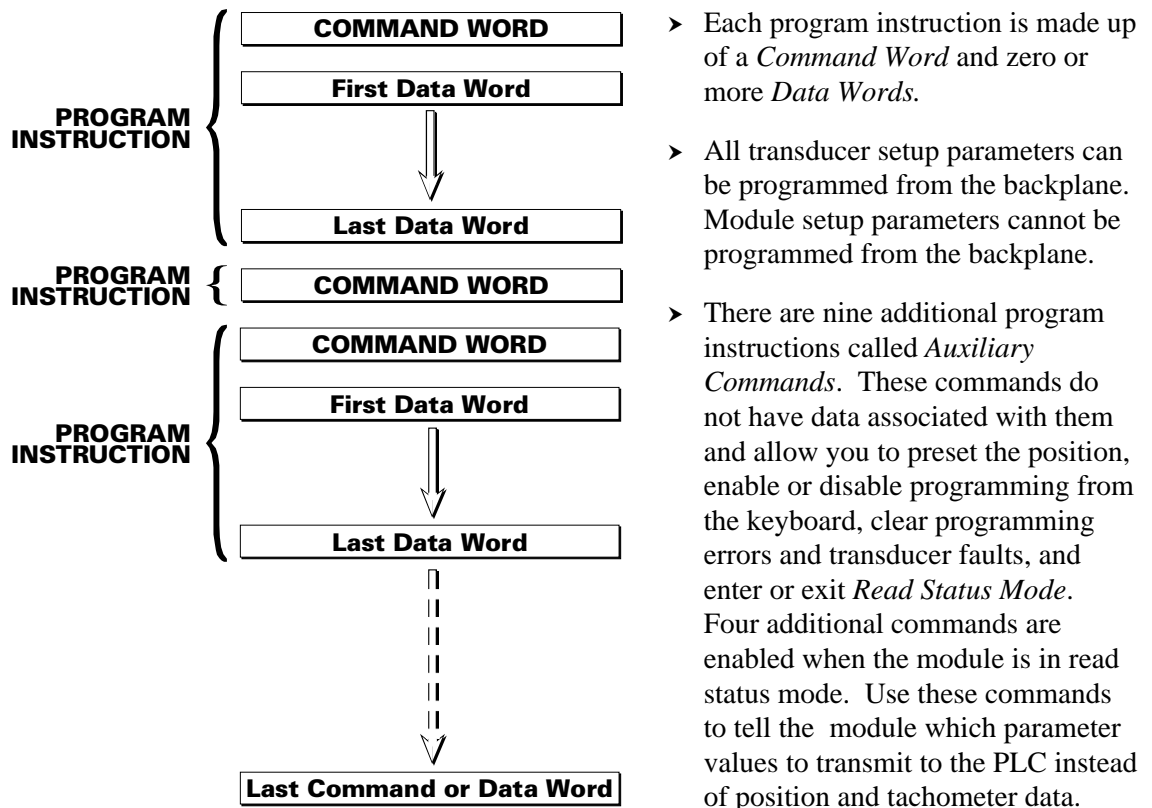 COMMAND WORD
First Data Word
PROGRAM
INSTRUCTION
Last Data Word
PROGRAM
INSTRUCTION
COMMAND WORD
COMMAND WORD
First Data Word
PROGRAM
INSTRUCTION
Last Data Word
Last Command or Data Word
➤ Each program instruction is made up
of a Command Word and zero or
more Data Words.
➤ All transducer setup parameters can
be programmed from the backplane.
Module setup parameters cannot be
programmed from the backplane.
➤ There are nine additional program
instructions called Auxiliary
Commands. These commands do
not have data associated with them
and allow you to preset the position,
enable or disable programming from
the keyboard, clear programming
errors and transducer faults, and
enter or exit Read Status Mode.
Four additional commands are
enabled when the module is in read
status mode. Use these commands
to tell the module which parameter
values to transmit to the PLC instead
of position and tachometer data.